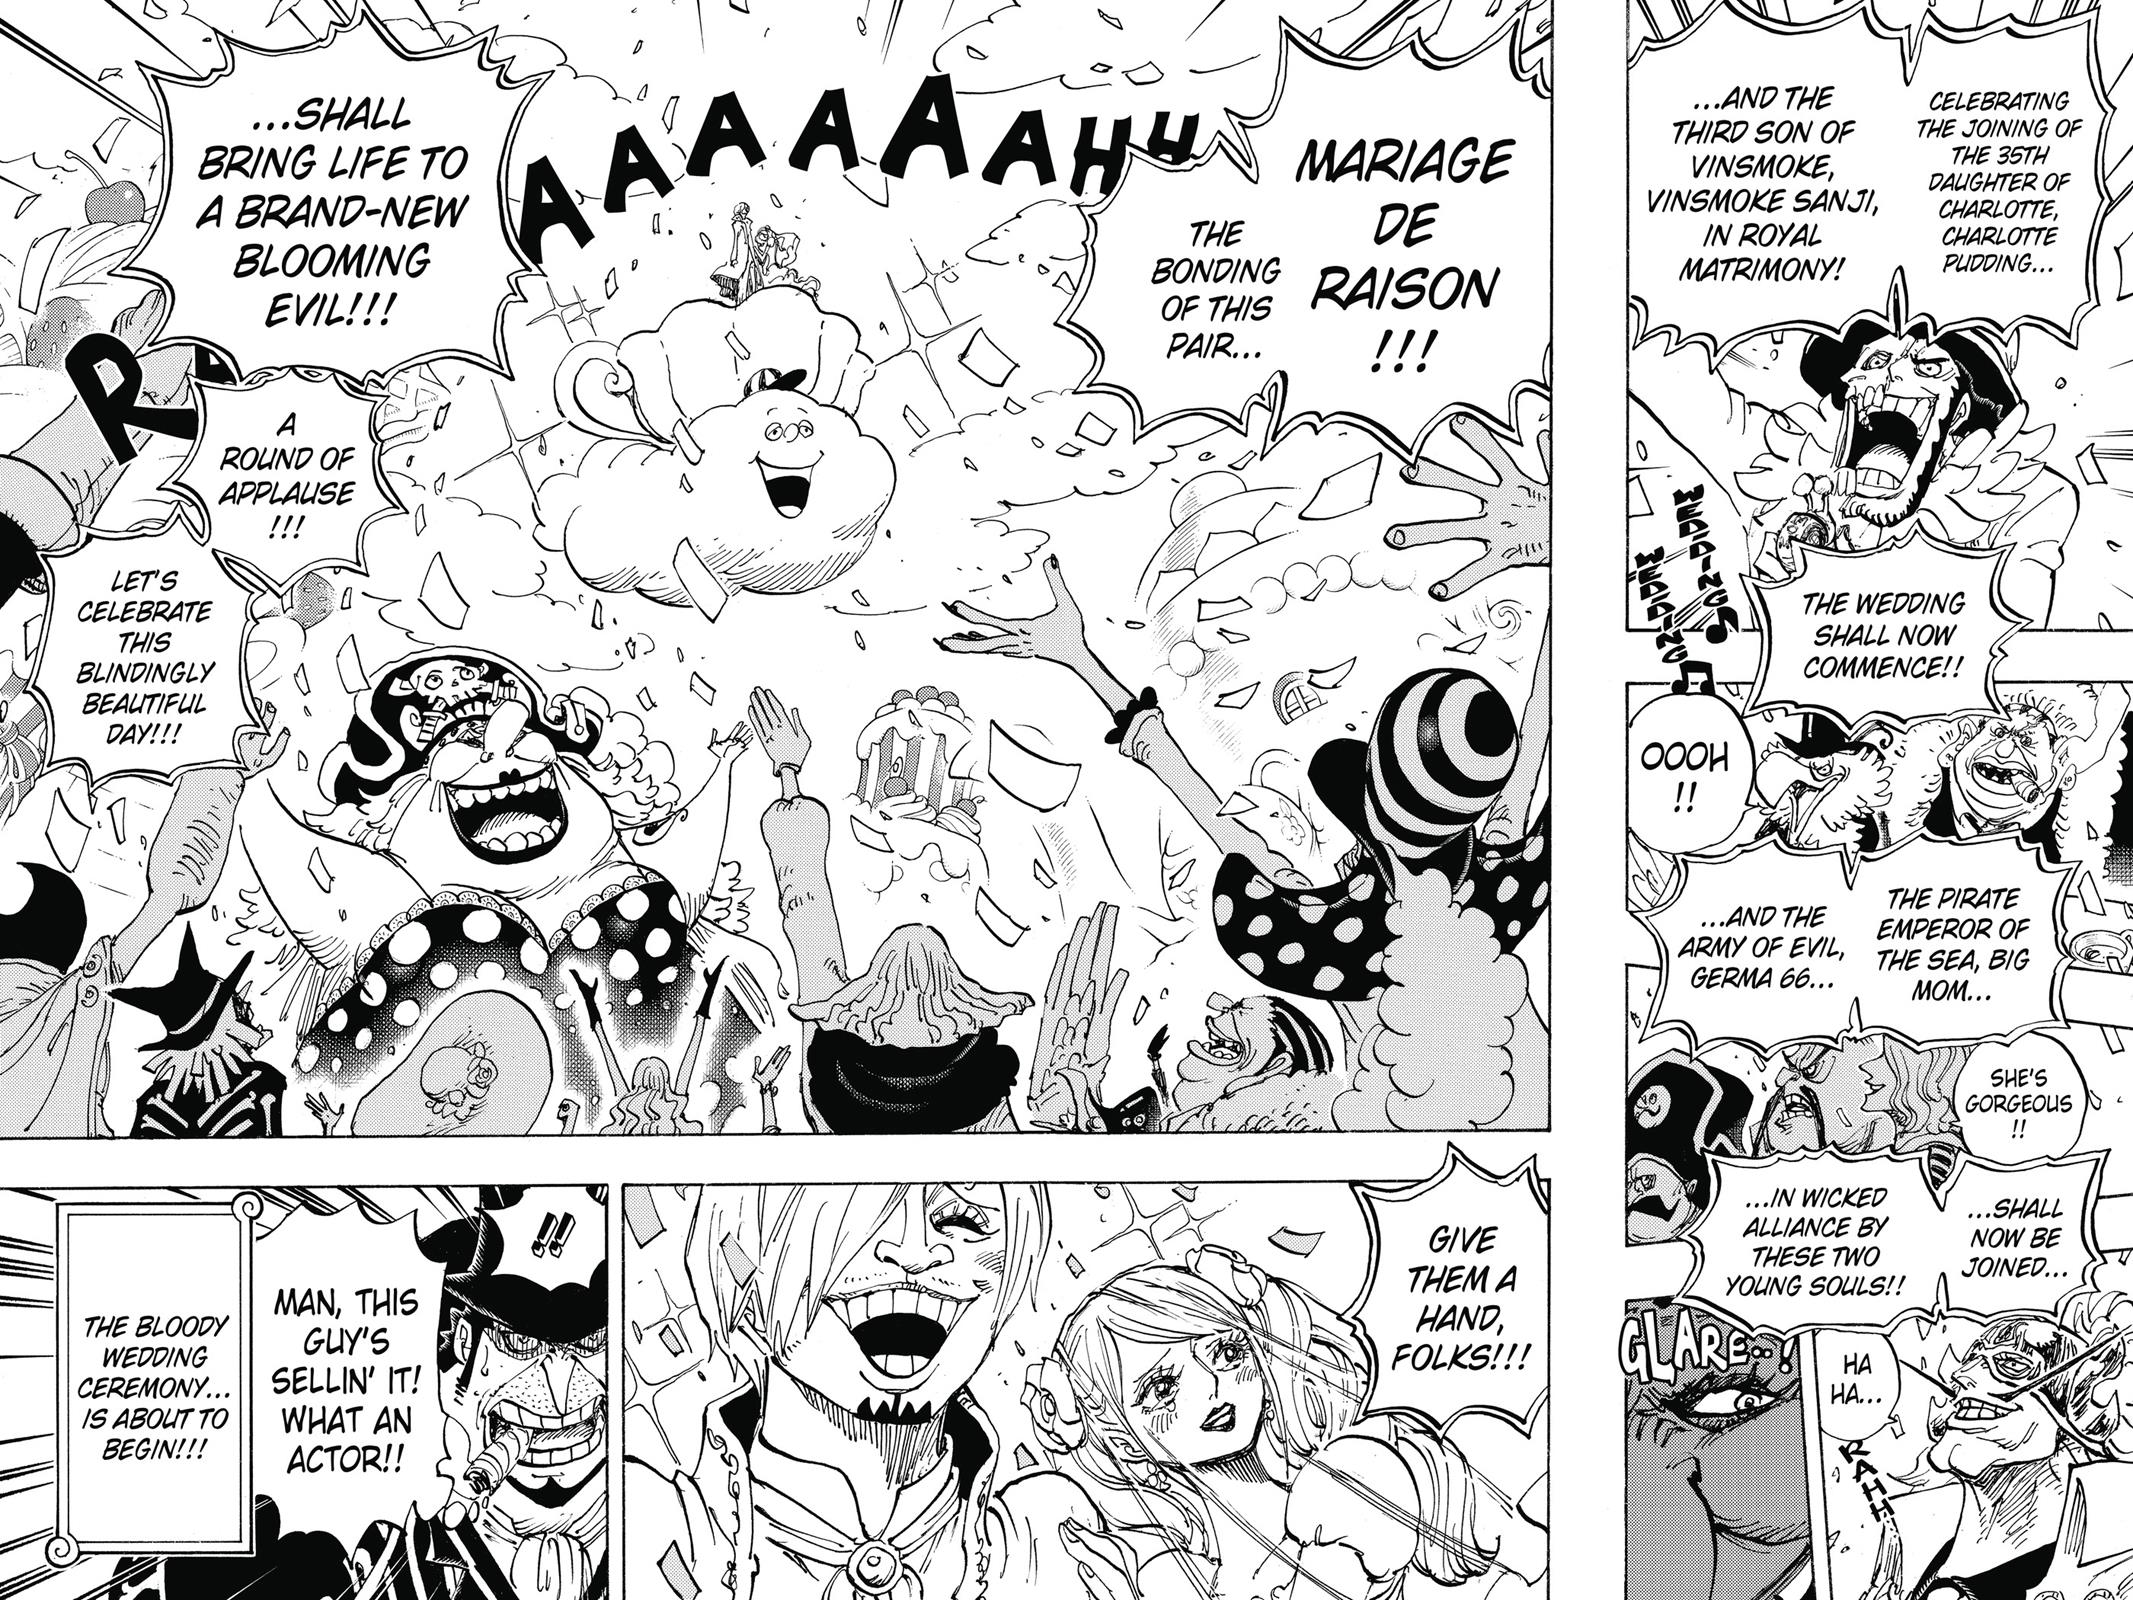 CELEBRATING
THE JOINING OF
THE 35TH
DAUGHTER OF
CHARLOTTE,
CHARLOTTE
PUDDING...
...AND THE
THIRD SON OF
VINSMOKE,
VINSMOKE SANJI,
IN ROYAL
MATRIMONY!
WEDDING
WEDDING
THE WEDDING
SHALL NOW
COMMENCE!!
OOOH
!!
THE PIRATE
EMPEROR OF
THE SEA, BIG
MOM...
...AND THE
ARMY OF EVIL,
GERMA 66...
SHE'S
GORGEOUS
!!
...SHALL
NOW BE
JOINED...
...IN WICKED
ALLIANCE BY
THESE TWO
YOUNG SOULS!!
HA
HA...
RAHH
GLARE...!
MARIAGE
DE
RAISON
!!!
THE
BONDING
OF THIS
PAIR...
...SHALL
BRING LIFE TO
A BRAND-NEW
BLOOMING
EVIL!!!
RAAAAAAAHH
A
ROUND OF
APPLAUSE
!!!
LET'S
CELEBRATE
THIS
BLINDINGLY
BEAUTIFUL
DAY!!!
GIVE
THEM A
HAND,
FOLKS!!!
!!
MAN, THIS
GUY'S
SELLIN' IT!
WHAT AN
ACTOR!!
THE BLOODY
WEDDING
CEREMONY...
IS ABOUT TO
BEGIN!!!